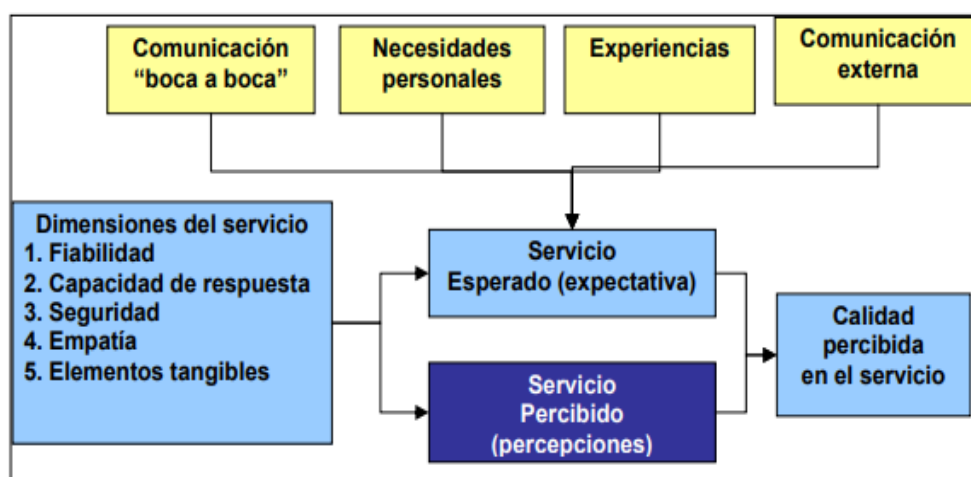 Comunicación
“boca a boca”
Necesidades
personales
Experiencias
Comunicación
externa
Dimensiones del servicio
1. Fiabilidad
2. Capacidad de respuesta
3. Seguridad
4. Empatía
5. Elementos tangibles
Servicio
Esperado (expectativa)
Servicio
Percibido
(percepciones)
Calidad
percibida
en el servicio